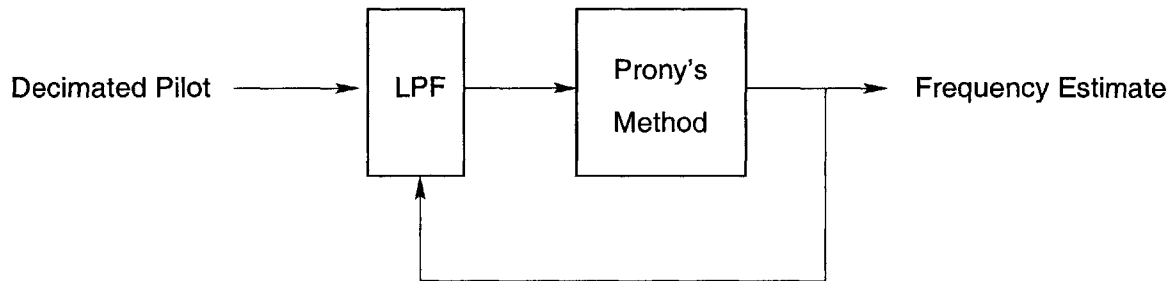 Decimated Pilot
LPF
Prony's
Method
Frequency Estimate